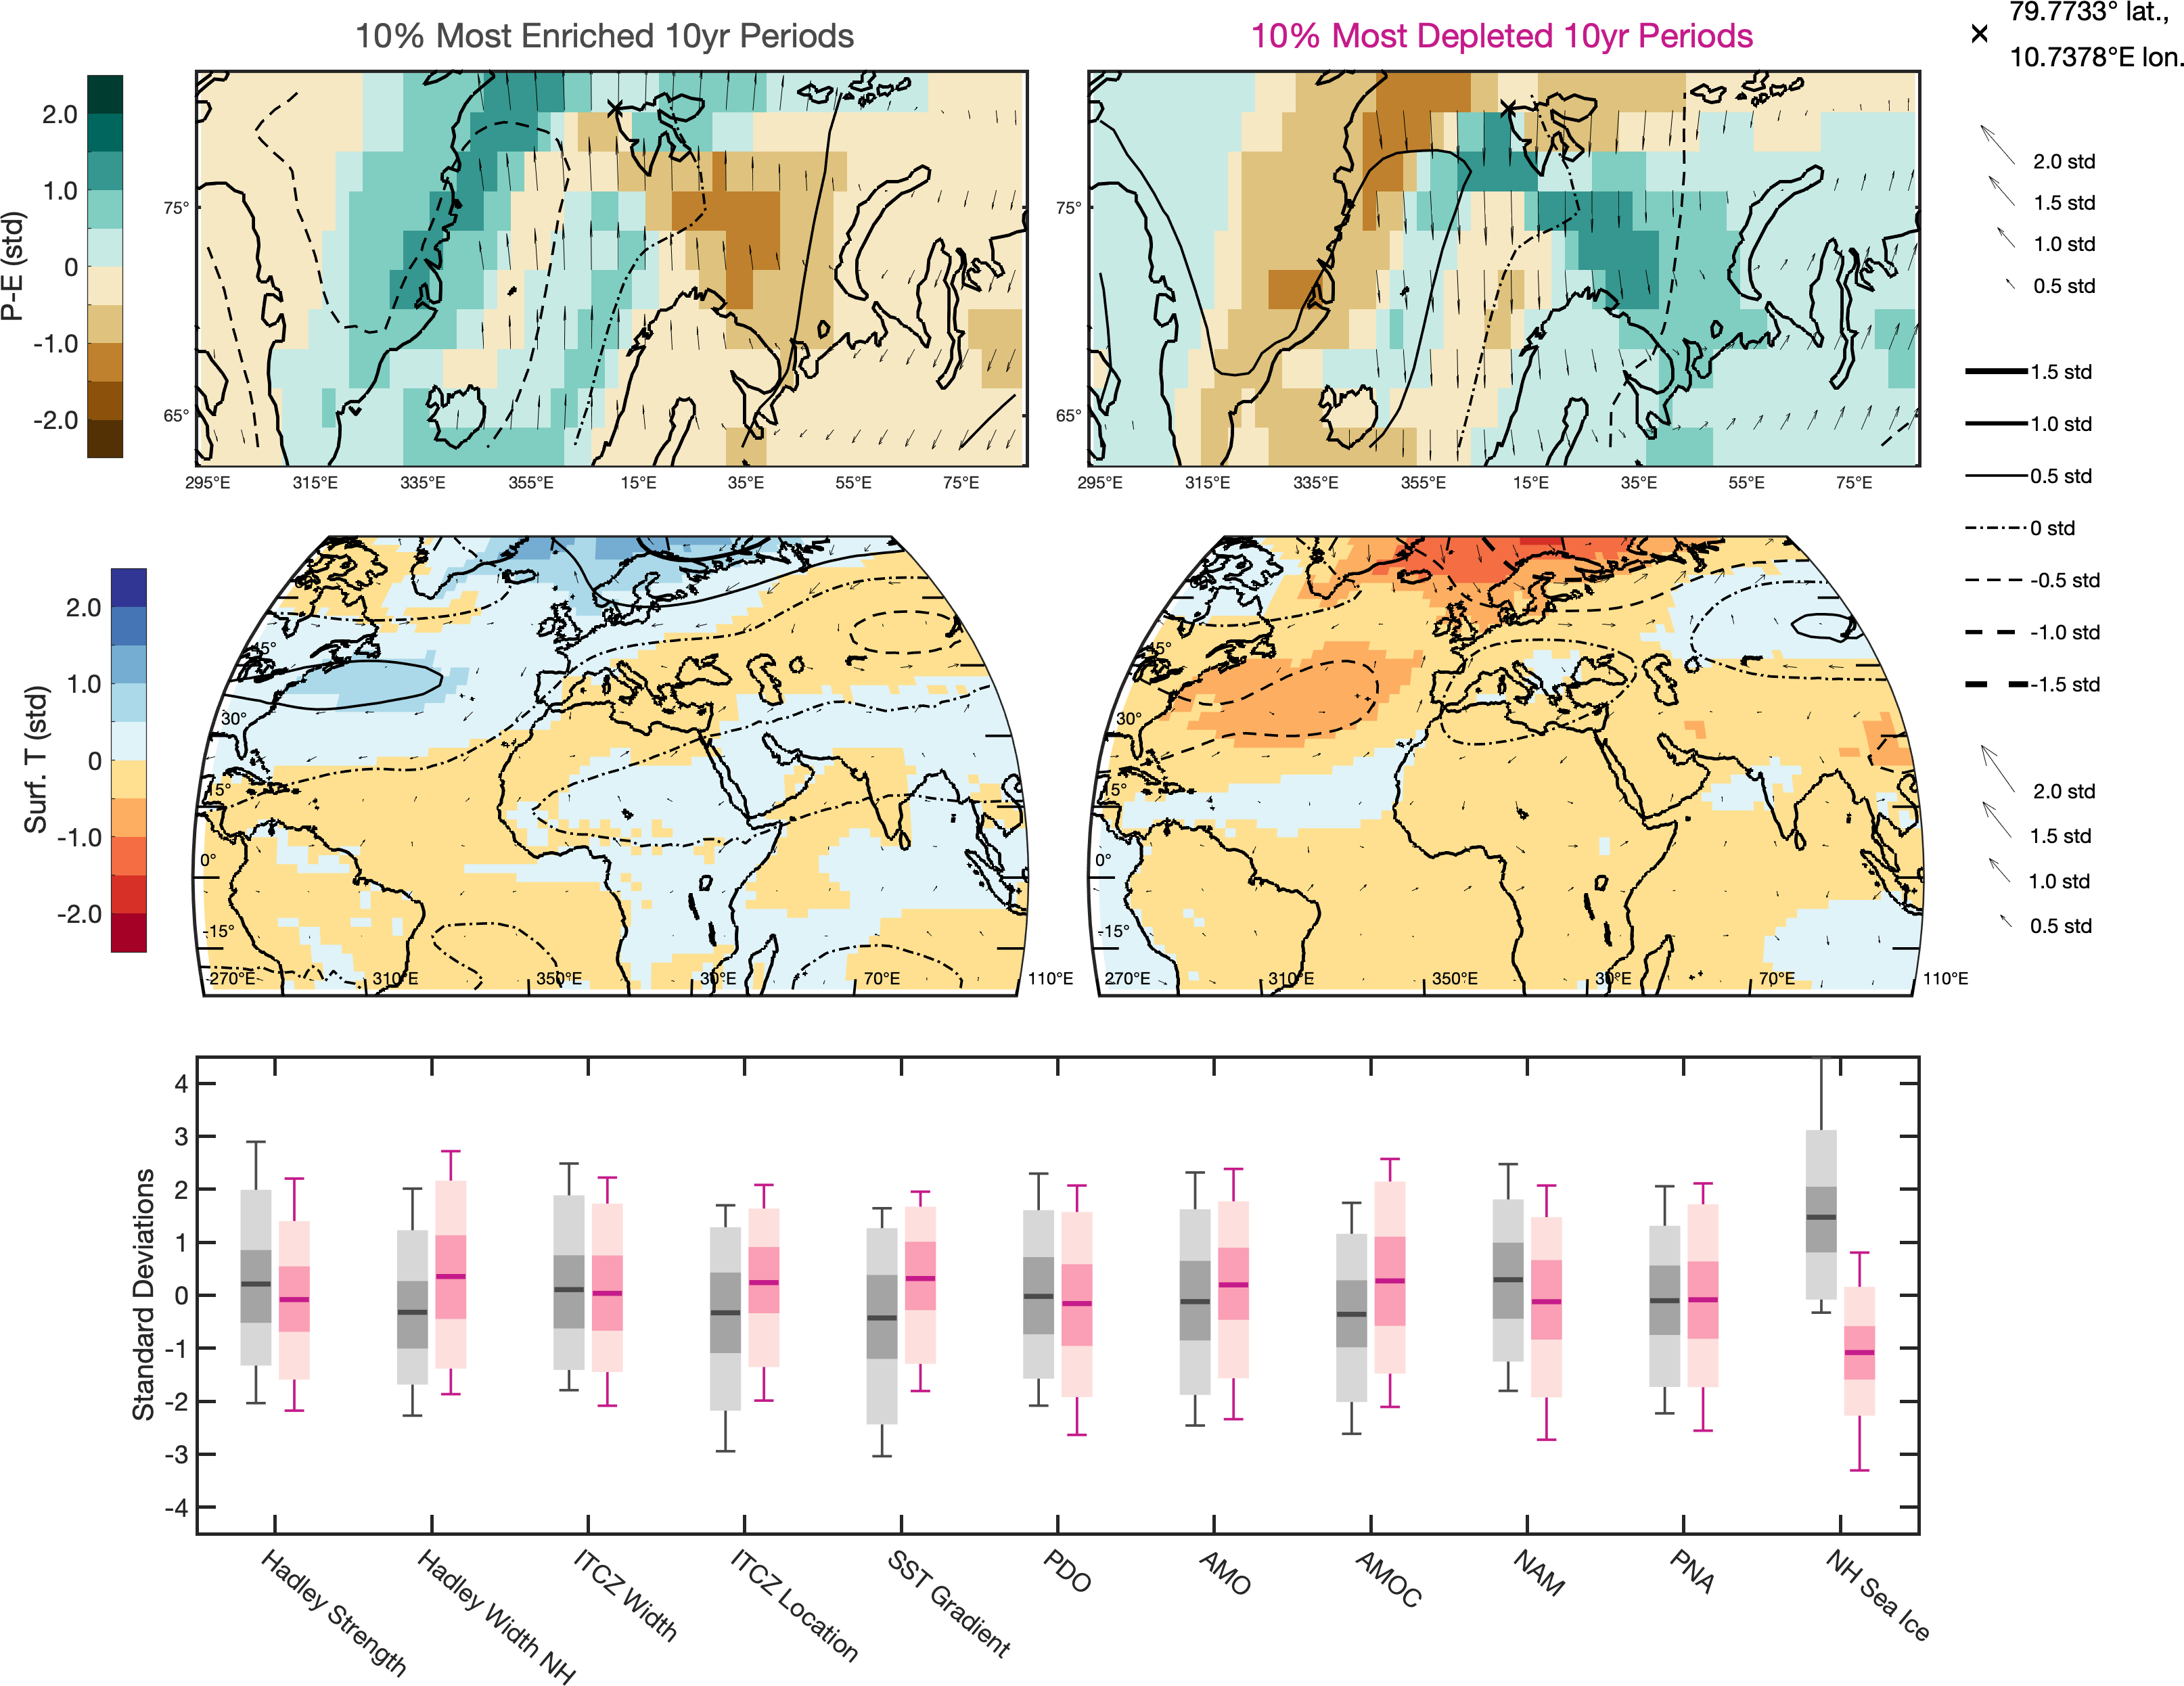 10% Most Enriched 10yr Periods
10% Most Depleted 10yr Periods
79.7733° lat.,
10.7378°E lon.
P-E (std)
2.0
1.0
0
-1.0
-2.0
75°
65°
295°E 315°E 335°E 355°E 15°E 35°E 55°E 75°E
75°
65°
295°E 315°E 335°E 355°E 15°E 35°E 55°E 75°E
2.0 std
1.5 std
1.0 std
0.5 std
1.5 std
1.0 std
0.5 std
0 std
-0.5 std
-1.0 std
-1.5 std
2.0 std
1.5 std
1.0 std
0.5 std
Surf. T (std)
2.0
1.0
0
-1.0
-2.0
45°
30°
15°
0°
-15°
270°E 310°E 350°E 30°E 70°E 110°E
45°
30°
15°
0°
-15°
270°E 310°E 350°E 30°E 70°E 110°E
Standard Deviations
4
3
2
1
0
-1
-2
-3
-4
Hadley Strength
Hadley Width NH
ITCZ Width
ITCZ Location
SST Gradient
PDO
AMO
AMOC
NAM
PNA
NH Sea Ice